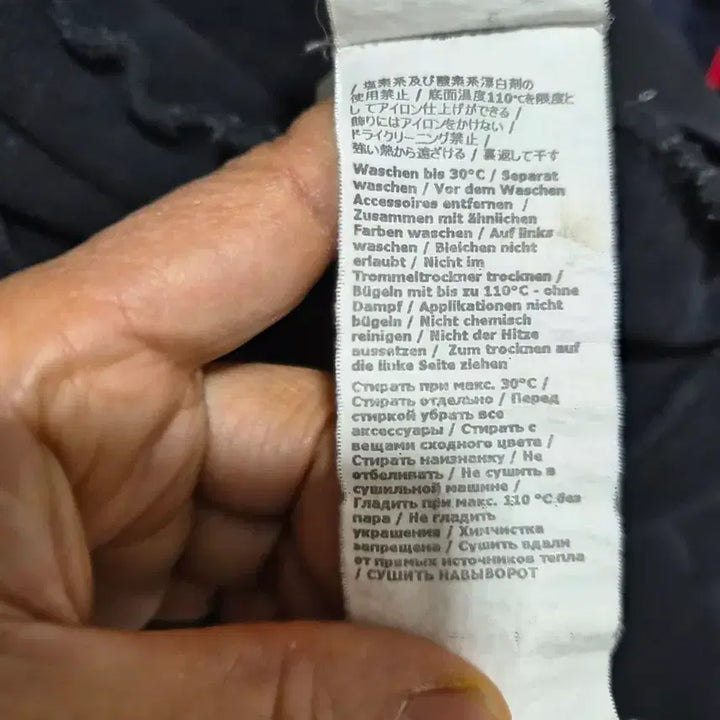 / 塩素系及び酸素系漂白剤の
使用禁止 / 底面温度110℃を限度と
してアイロン仕上げができる /
飾りにはアイロンをかけない /
ドライクリーニング禁止 /
強い熱から遠ざける / 裏返して干す
Waschen bis 30°C / Separat
waschen / Vor dem Waschen
Accessoires entfernen /
Zusammen mit ähnlichen
Farben waschen / Auf links
waschen / Bleichen nicht
erlaubt / Nicht im
Trommeltrockner trocknen /
Bügeln mit bis zu 110°C - ohne
Dampf / Applikationen nicht
bügeln / Nicht chemisch
reinigen / Nicht der Hitze
aussetzen / Zum trocknen auf
die linke Seite ziehen
Стирать при макс. 30°C /
Стирать отдельно / Перед
стиркой убрать все
аксессуары / Стирать с
вещами сходного цвета /
Стирать наизнанку / Не
отбеливать / Не сушить в
сушильной машине /
Гладить при макс. 110 °C без
пара / Не гладить
украшения / Химчистка
запрещена / Сушить вдали
от прямых источников тепла
/ СУШИТЬ НАВЫВОРОТ